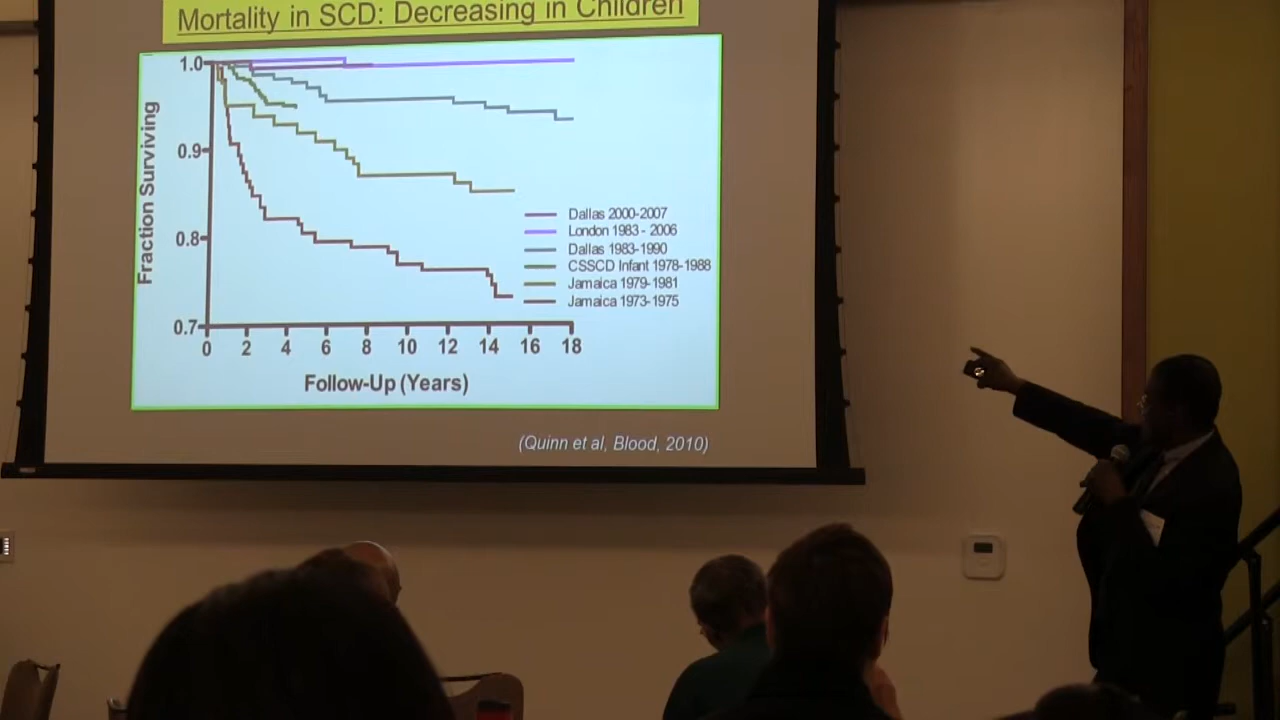 Mortality in SCD: Decreasing in Children
1.0
0.9
0.8
0.7
Fraction Surviving
0 2 4 6 8 10 12 14 16 18
Follow-Up (Years)
Dallas 2000-2007
London 1983 - 2006
Dallas 1983-1990
CSSCD Infant 1978-1988
Jamaica 1979-1981
Jamaica 1973-1975
(Quinn et al, Blood, 2010)